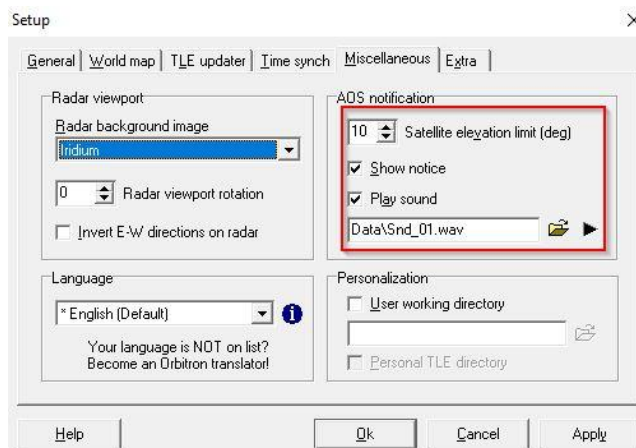 Setup
General
World map
TLE updater
Time synch
Miscellaneous
Extra
Radar viewport
Radar background image
Iridium
0 Radar viewport rotation
Invert E-W directions on radar
AOS notification
10 Satellite elevation limit (deg)
Show notice
Play sound
Data\Snd_01.wav
Language
* English (Default)
Your language is NOT on list?
Become an Orbitron translator!
Personalization
User working directory
Personal TLE directory
Help
Ok
Cancel
Apply